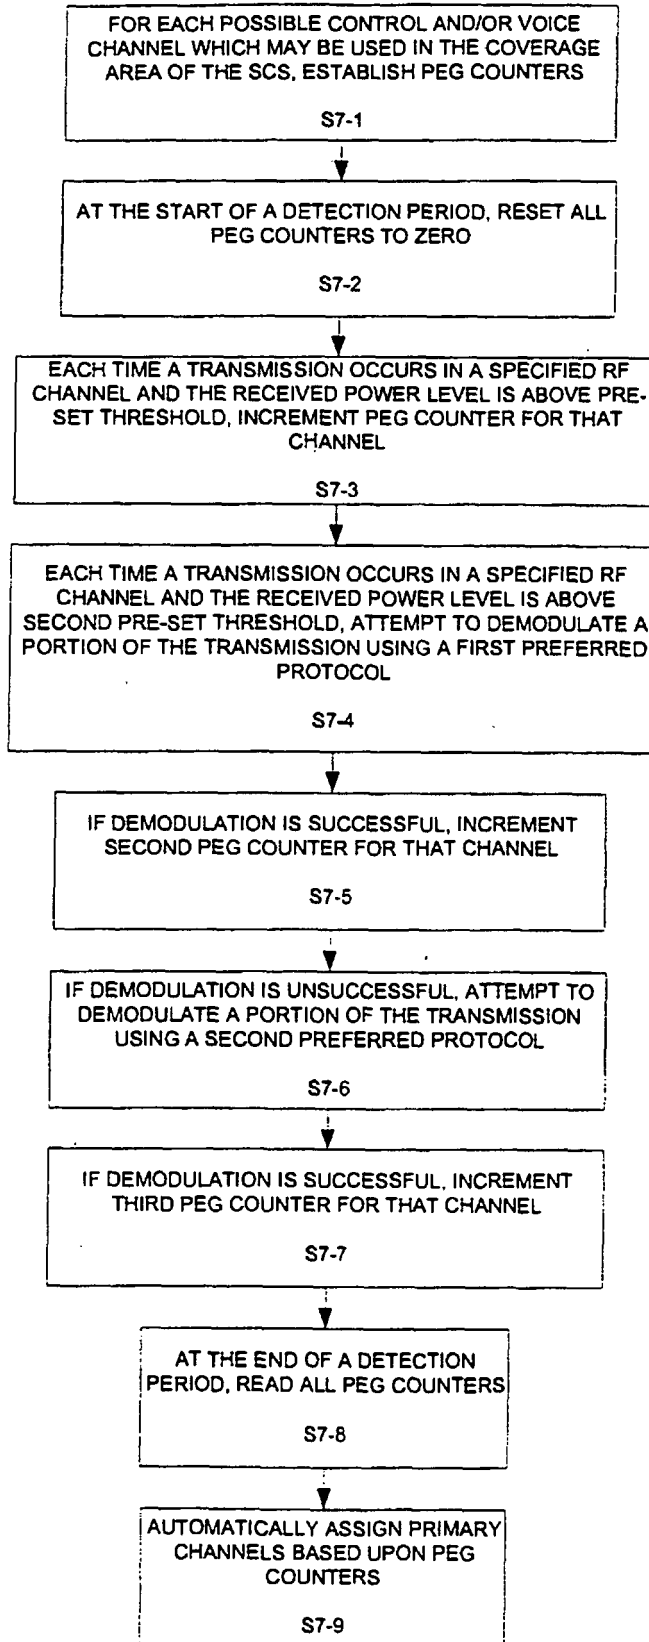 FOR EACH POSSIBLE CONTROL AND/OR VOICE
CHANNEL WHICH MAY BE USED IN THE COVERAGE
AREA OF THE SCS, ESTABLISH PEG COUNTERS
S7-1
AT THE START OF A DETECTION PERIOD, RESET ALL
PEG COUNTERS TO ZERO
S7-2
EACH TIME A TRANSMISSION OCCURS IN A SPECIFIED RF
CHANNEL AND THE RECEIVED POWER LEVEL IS ABOVE PRE-
SET THRESHOLD, INCREMENT PEG COUNTER FOR THAT
CHANNEL
S7-3
EACH TIME A TRANSMISSION OCCURS IN A SPECIFIED RF
CHANNEL AND THE RECEIVED POWER LEVEL IS ABOVE
SECOND PRE-SET THRESHOLD, ATTEMPT TO DEMODULATE A
PORTION OF THE TRANSMISSION USING A FIRST PREFERRED
PROTOCOL
S7-4
IF DEMODULATION IS SUCCESSFUL, INCREMENT
SECOND PEG COUNTER FOR THAT CHANNEL
S7-5
IF DEMODULATION IS UNSUCCESSFUL, ATTEMPT TO
DEMODULATE A PORTION OF THE TRANSMISSION
USING A SECOND PREFERRED PROTOCOL
S7-6
IF DEMODULATION IS SUCCESSFUL, INCREMENT
THIRD PEG COUNTER FOR THAT CHANNEL
S7-7
AT THE END OF A DETECTION
PERIOD, READ ALL PEG COUNTERS
S7-8
AUTOMATICALLY ASSIGN PRIMARY
CHANNELS BASED UPON PEG
COUNTERS
S7-9